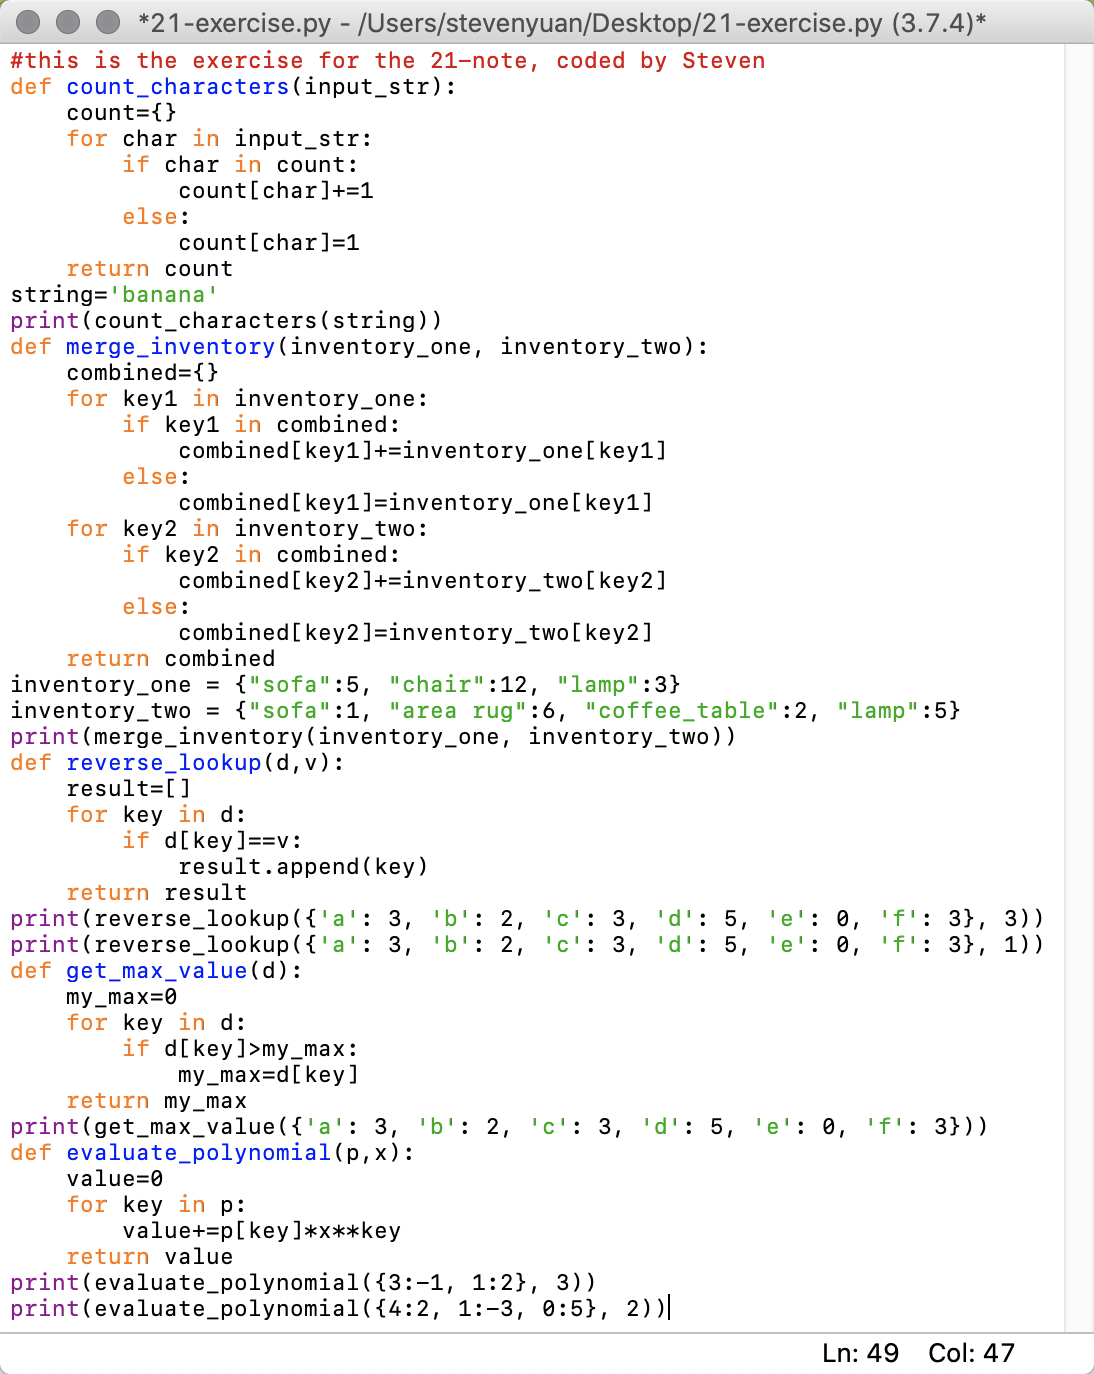 *21-exercise.py - /Users/stevenyuan/Desktop/21-exercise.py (3.7.4)*
#this is the exercise for the 21-note, coded by Steven
def count_characters(input_str):
    count={}
    for char in input_str:
        if char in count:
            count[char]+=1
        else:
            count[char]=1
    return count
string='banana'
print(count_characters(string))
def merge_inventory(inventory_one, inventory_two):
    combined={}
    for key1 in inventory_one:
        if key1 in combined:
            combined[key1]+=inventory_one[key1]
        else:
            combined[key1]=inventory_one[key1]
    for key2 in inventory_two:
        if key2 in combined:
            combined[key2]+=inventory_two[key2]
        else:
            combined[key2]=inventory_two[key2]
    return combined
inventory_one = {"sofa":5, "chair":12, "lamp":3}
inventory_two = {"sofa":1, "area rug":6, "coffee_table":2, "lamp":5}
print(merge_inventory(inventory_one, inventory_two))
def reverse_lookup(d,v):
    result=[]
    for key in d:
        if d[key]==v:
            result.append(key)
    return result
print(reverse_lookup({'a': 3, 'b': 2, 'c': 3, 'd': 5, 'e': 0, 'f': 3}, 3))
print(reverse_lookup({'a': 3, 'b': 2, 'c': 3, 'd': 5, 'e': 0, 'f': 3}, 1))
def get_max_value(d):
    my_max=0
    for key in d:
        if d[key]>my_max:
            my_max=d[key]
    return my_max
print(get_max_value({'a': 3, 'b': 2, 'c': 3, 'd': 5, 'e': 0, 'f': 3}))
def evaluate_polynomial(p,x):
    value=0
    for key in p:
        value+=p[key]*x**key
    return value
print(evaluate_polynomial({3:-1, 1:2}, 3))
print(evaluate_polynomial({4:2, 1:-3, 0:5}, 2))
Ln: 49 Col: 47